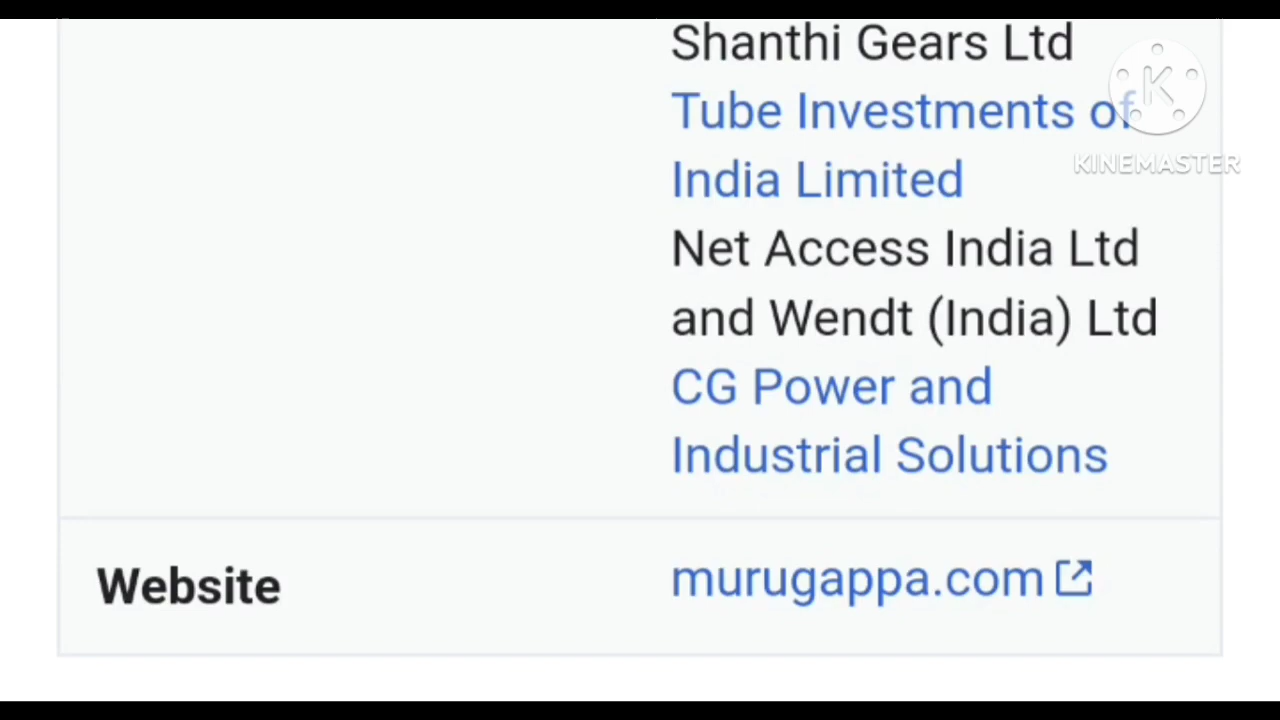 Shanthi Gears Ltd
Tube Investments of
India Limited
Net Access India Ltd
and Wendt (India) Ltd
CG Power and
Industrial Solutions
Website murugappa.com
K
KINEMASTER